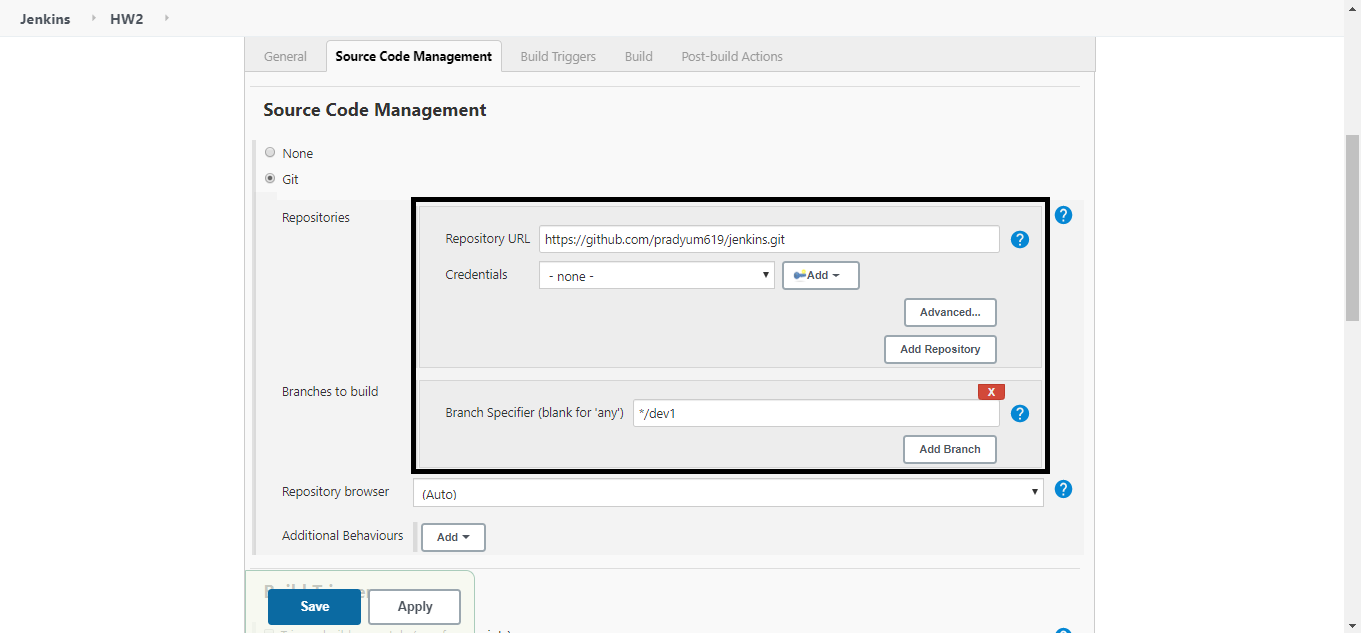 Jenkins HW2
General Source Code Management Build Triggers Build Post-build Actions
Source Code Management
None
Git
Repositories
Repository URL https://github.com/pradyum619/jenkins.git
Credentials - none - Add
Advanced...
Add Repository
Branches to build
X
Branch Specifier (blank for 'any') */dev1
Add Branch
Repository browser (Auto)
Additional Behaviours Add
Save Apply